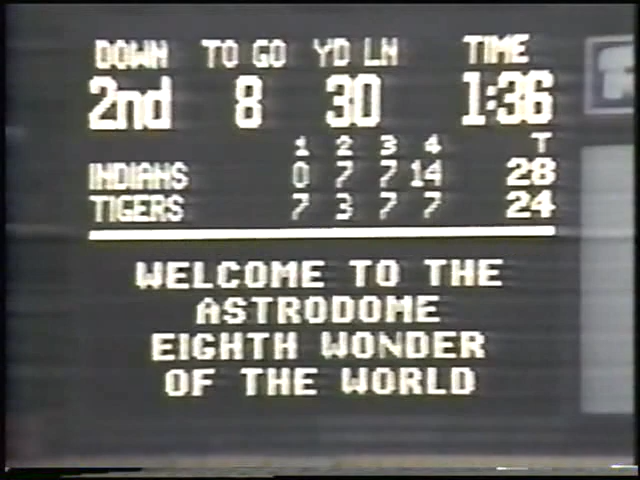 DOWN TO GO YD LN TIME
2nd 8 30 1:36
1 2 3 4 T
INDIANS 0 7 7 14 28
TIGERS 7 3 7 7 24
WELCOME TO THE
ASTRODOME
EIGHTH WONDER
OF THE WORLD